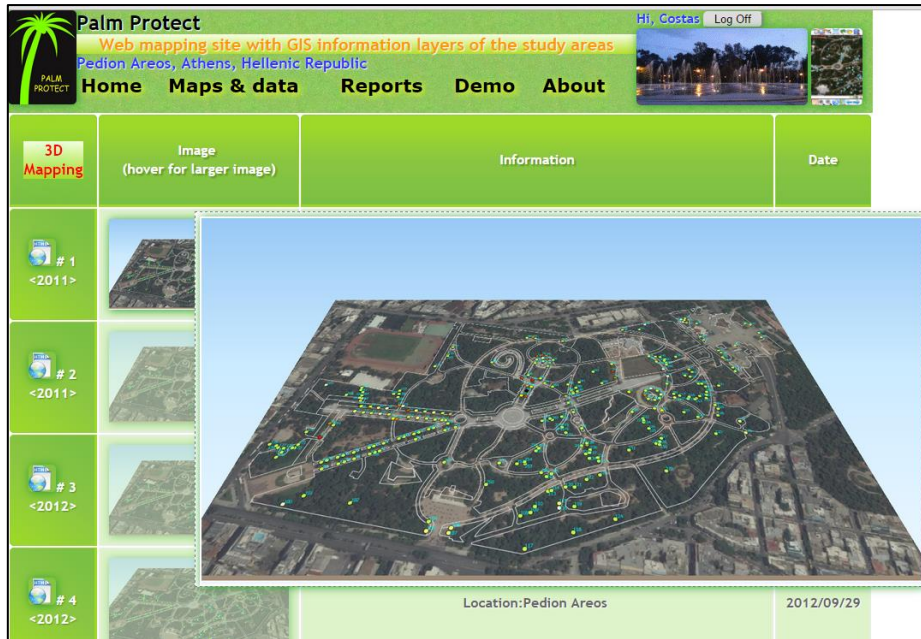 Palm Protect
Hi, Costas Log Off
Web mapping site with GIS information layers of the study areas
Pedion Areos, Athens, Hellenic Republic
PALM
PROTECT
Home Maps & data Reports Demo About
3D
Mapping
Image
(hover for larger image)
Information
Date
# 1
<2011>
# 2
<2011>
# 3
<2012>
# 4
<2012>
Location:Pedion Areos
2012/09/29